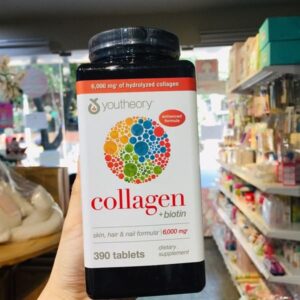 6,000 mg* of hydrolyzed collagen
youtheory
advanced
formula
collagen
+biotin
skin, hair & nail formula* 6,000 mg*
390 tablets
dietary
supplement